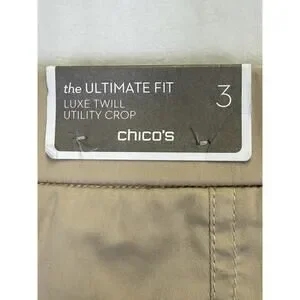 the ULTIMATE FIT 3
LUXE TWILL
UTILITY CROP
chico's